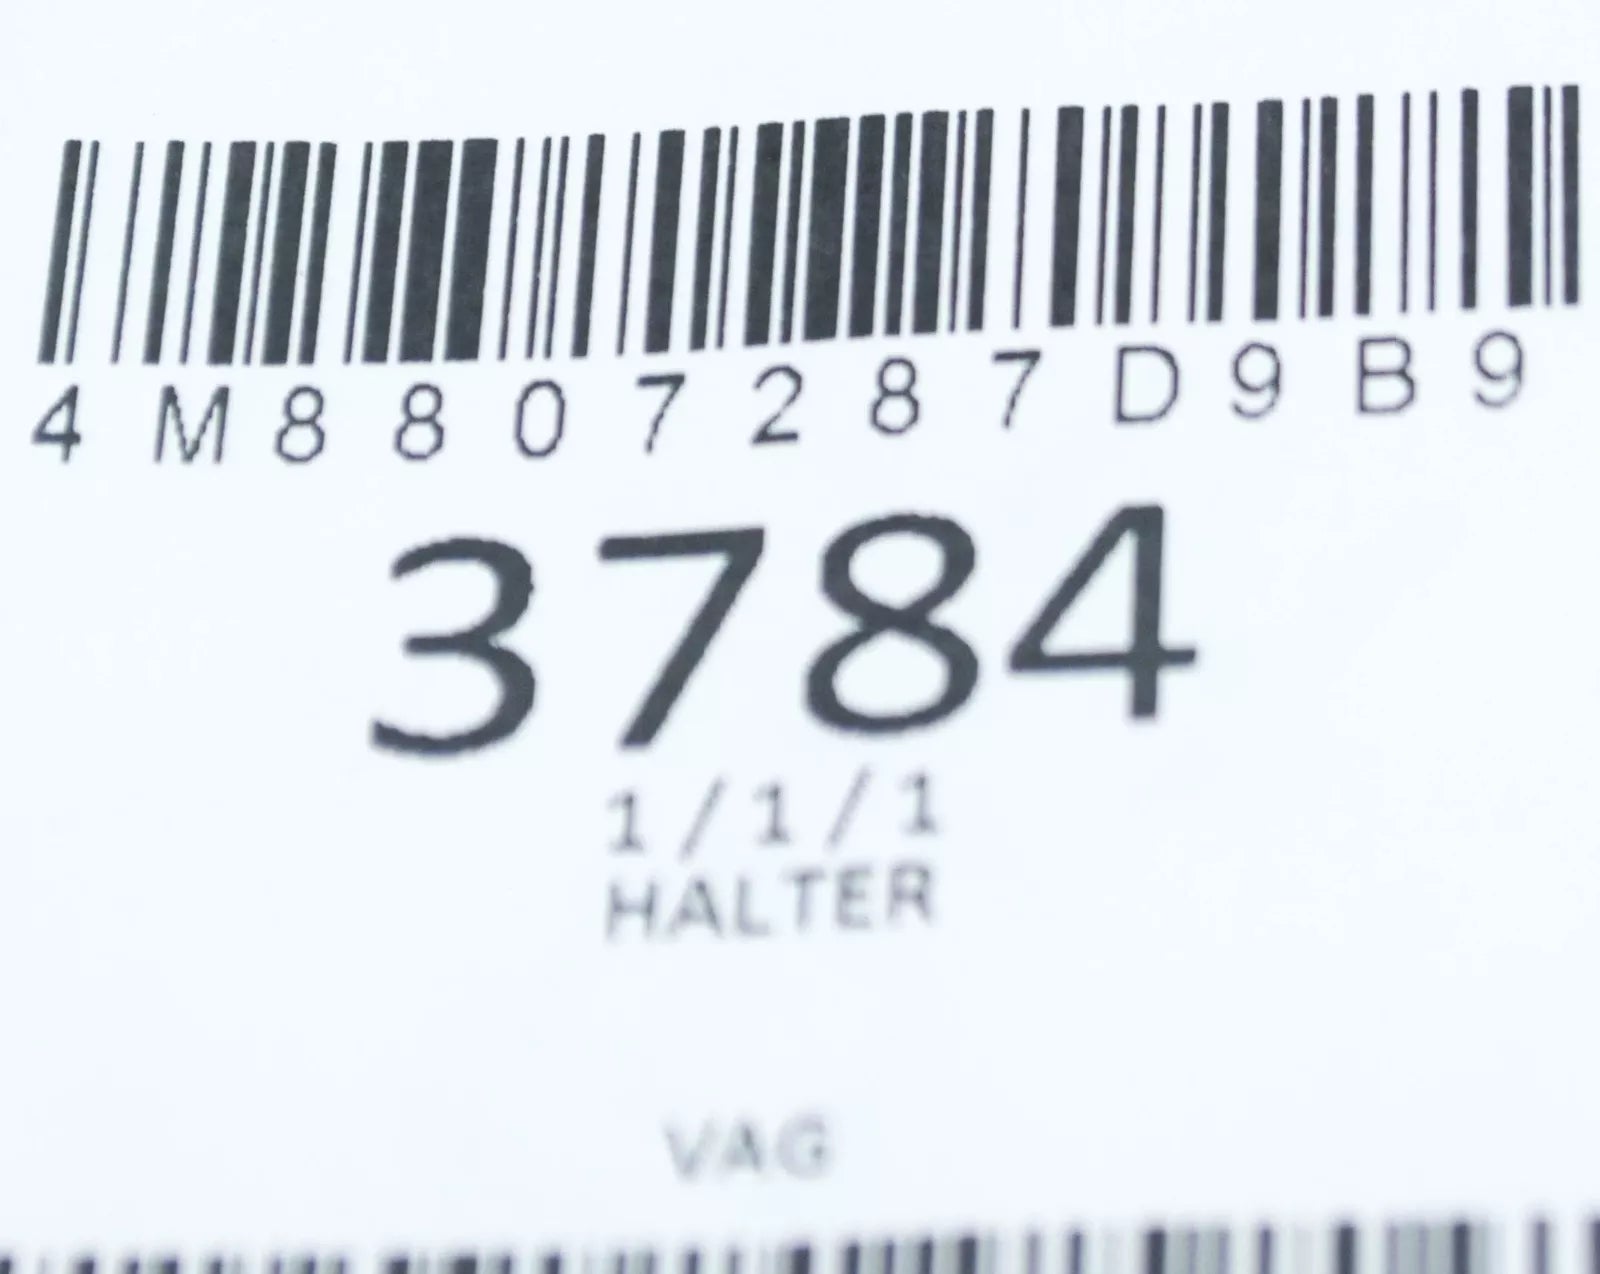 4M8807287D9B9
3784
1/1/1
HALTER
VAG